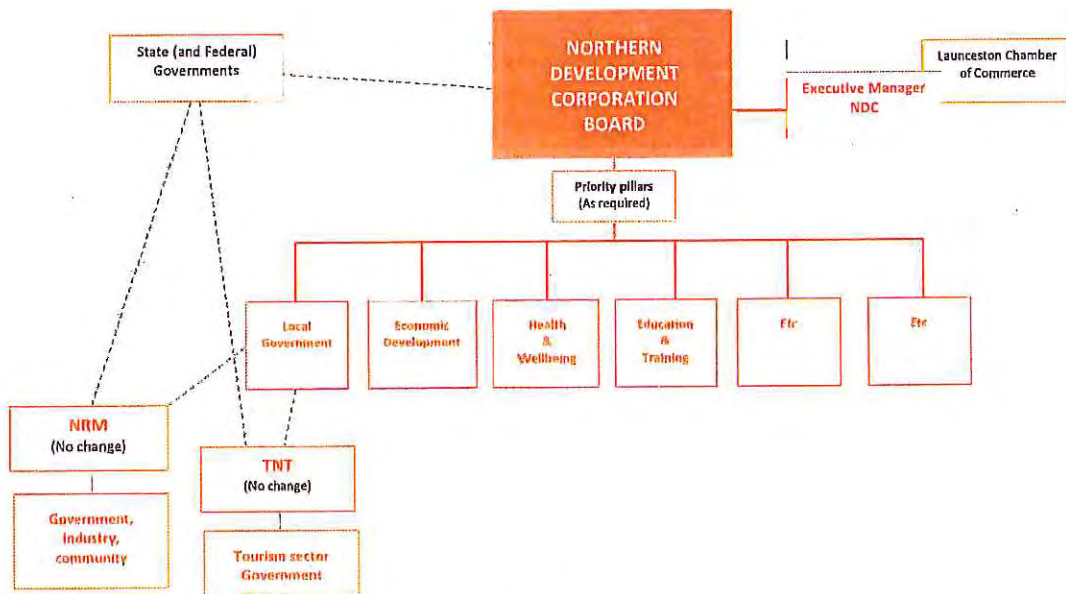 State (and Federal)
Governments
NORTHERN
DEVELOPMENT
CORPORATION
BOARD
Launceston Chamber
of Commerce
Executive Manager
NDC
Priority pillars
(As required)
Local
Government
Economic
Development
Health
&
Wellbeing
Education
&
Training
Etc
Etc
NRM
(No change)
TNT
(No change)
Government,
industry,
community
Tourism sector
Government